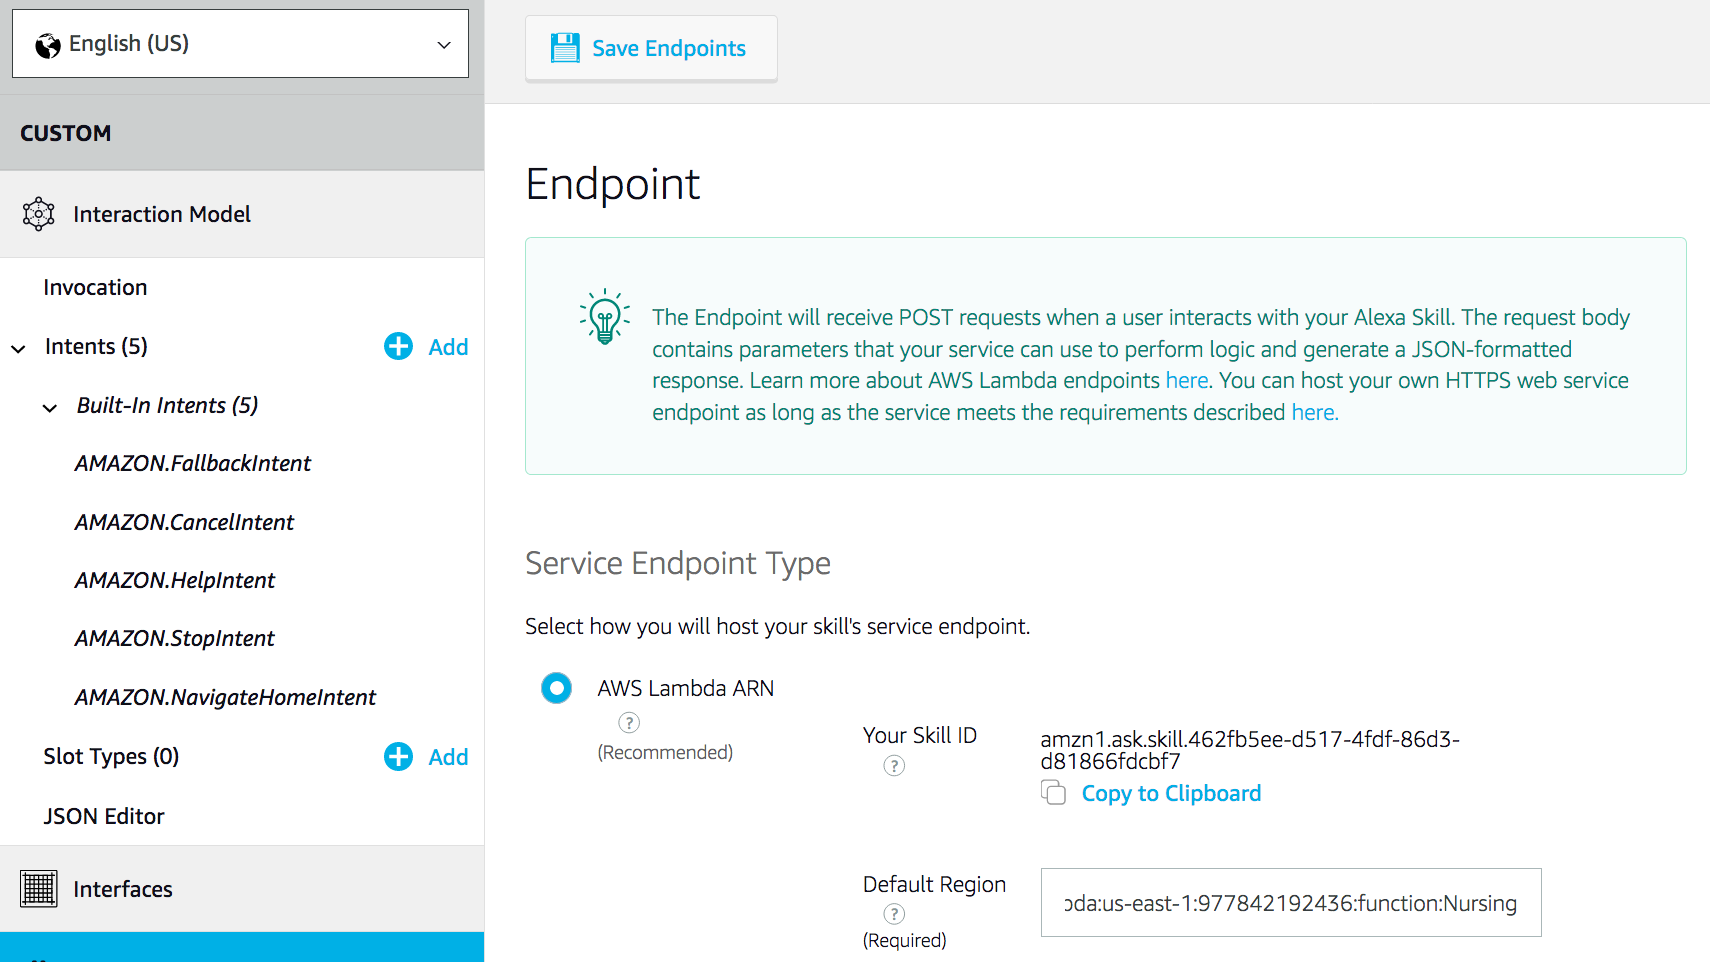 English (US)
Save Endpoints
CUSTOM
Interaction Model
Invocation
Intents (5)
Add
Built-In Intents (5)
AMAZON.FallbackIntent
AMAZON.CancelIntent
AMAZON.HelpIntent
AMAZON.StopIntent
AMAZON.NavigateHomeIntent
Slot Types (0)
Add
JSON Editor
Interfaces
Endpoint
The Endpoint will receive POST requests when a user interacts with your Alexa Skill. The request body
contains parameters that your service can use to perform logic and generate a JSON-formatted
response. Learn more about AWS Lambda endpoints here. You can host your own HTTPS web service
endpoint as long as the service meets the requirements described here.
Service Endpoint Type
Select how you will host your skill's service endpoint.
AWS Lambda ARN
?
(Recommended)
Your Skill ID
?
amzn1.ask.skill.462fb5ee-d517-4fdf-86d3-
d81866fdcbf7
Copy to Clipboard
Default Region
?
(Required)
bda:us-east-1:977842192436:function:Nursing